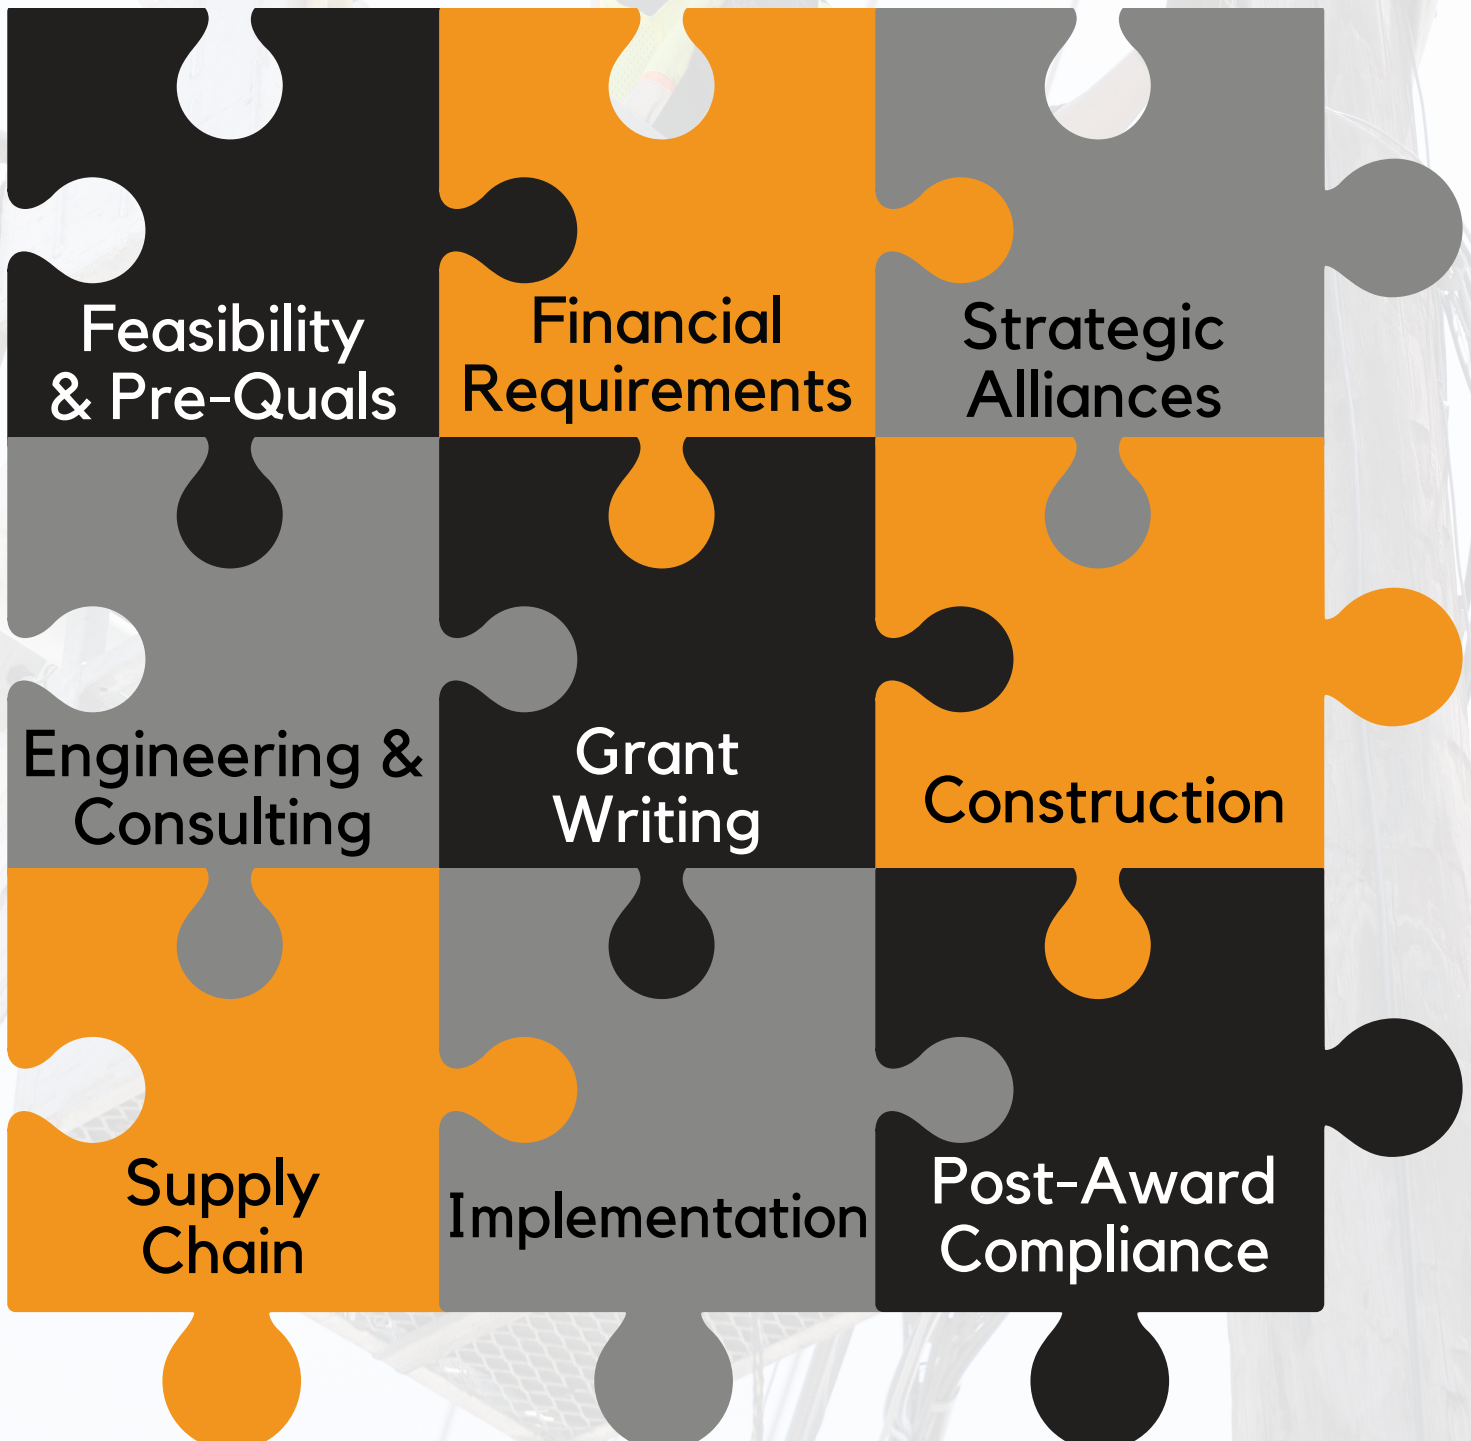 Feasibility
& Pre-Quals
Financial
Requirements
Strategic
Alliances
Engineering &
Consulting
Grant
Writing
Construction
Supply
Chain
Implementation
Post-Award
Compliance